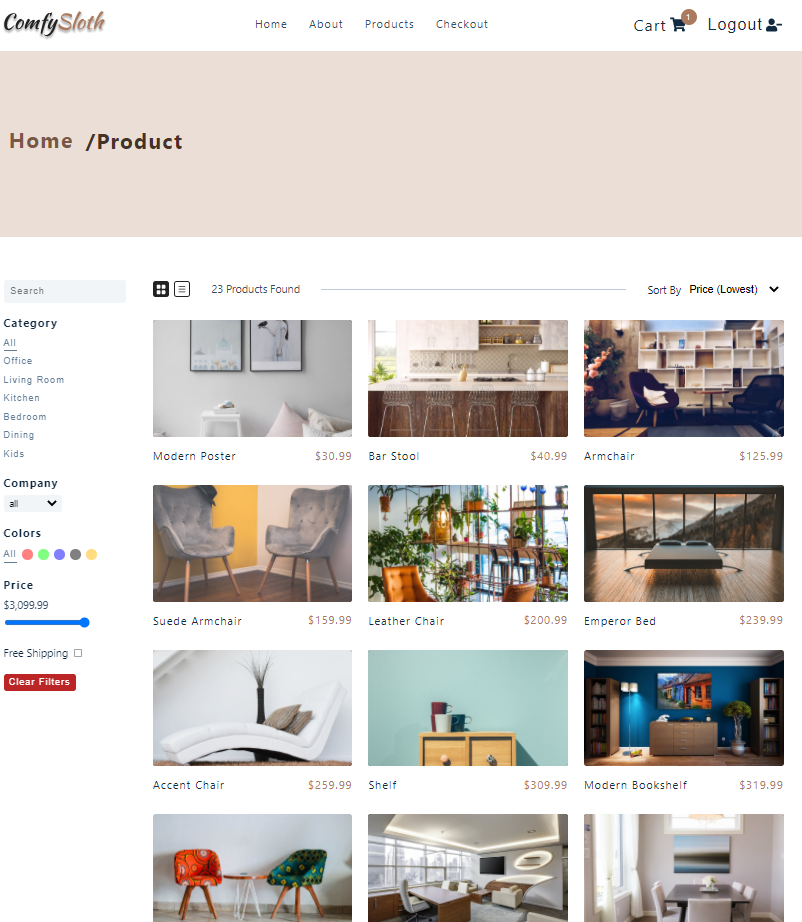 ComfySloth
Home About Products Checkout
Cart 1 Logout
Home /Product
Search
Category
All
Office
Living Room
Kitchen
Bedroom
Dining
Kids
Company
all
Colors
All
Price
$3,099.99
Free Shipping
Clear Filters
23 Products Found
Sort By Price (Lowest)
Modern Poster $30.99
Bar Stool $40.99
Armchair $125.99
Suede Armchair $159.99
Leather Chair $200.99
Emperor Bed $239.99
Accent Chair $259.99
Shelf $309.99
Modern Bookshelf $319.99